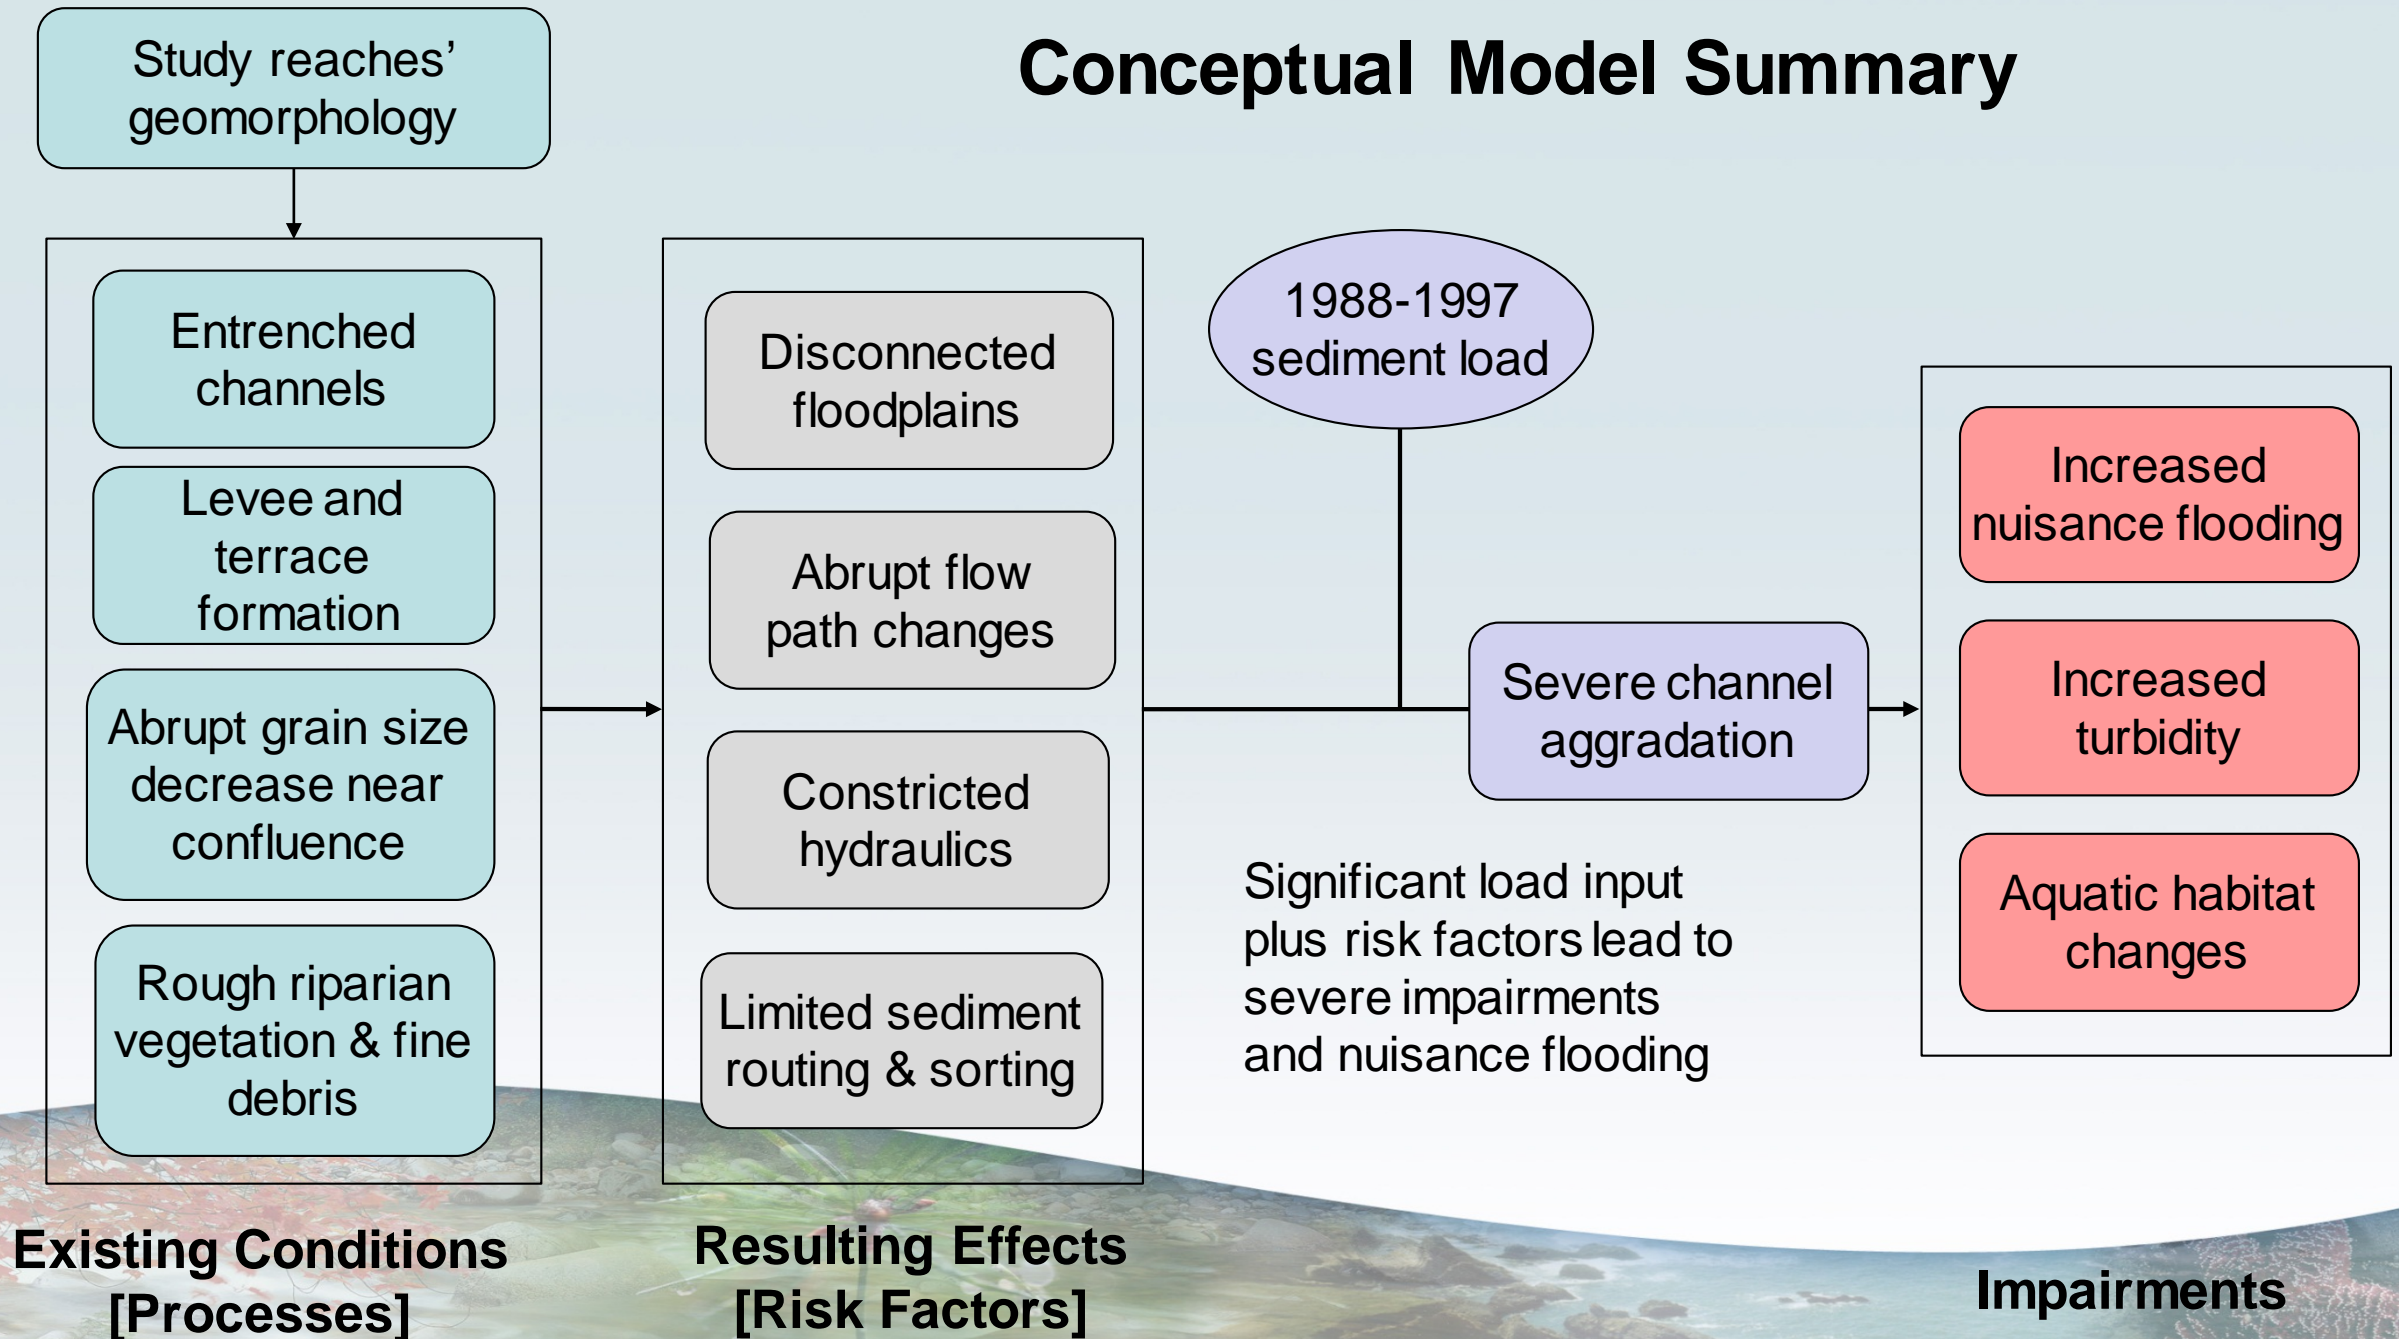 Conceptual Model Summary
Study reaches’
geomorphology
Entrenched
channels
Levee and
terrace
formation
Abrupt grain size
decrease near
confluence
Rough riparian
vegetation & fine
debris
Existing Conditions
[Processes]
Disconnected
floodplains
Abrupt flow
path changes
Constricted
hydraulics
Limited sediment
routing & sorting
Resulting Effects
[Risk Factors]
1988-1997
sediment load
Severe channel
aggradation
Significant load input
plus risk factors lead to
severe impairments
and nuisance flooding
Increased
nuisance flooding
Increased
turbidity
Aquatic habitat
changes
Impairments